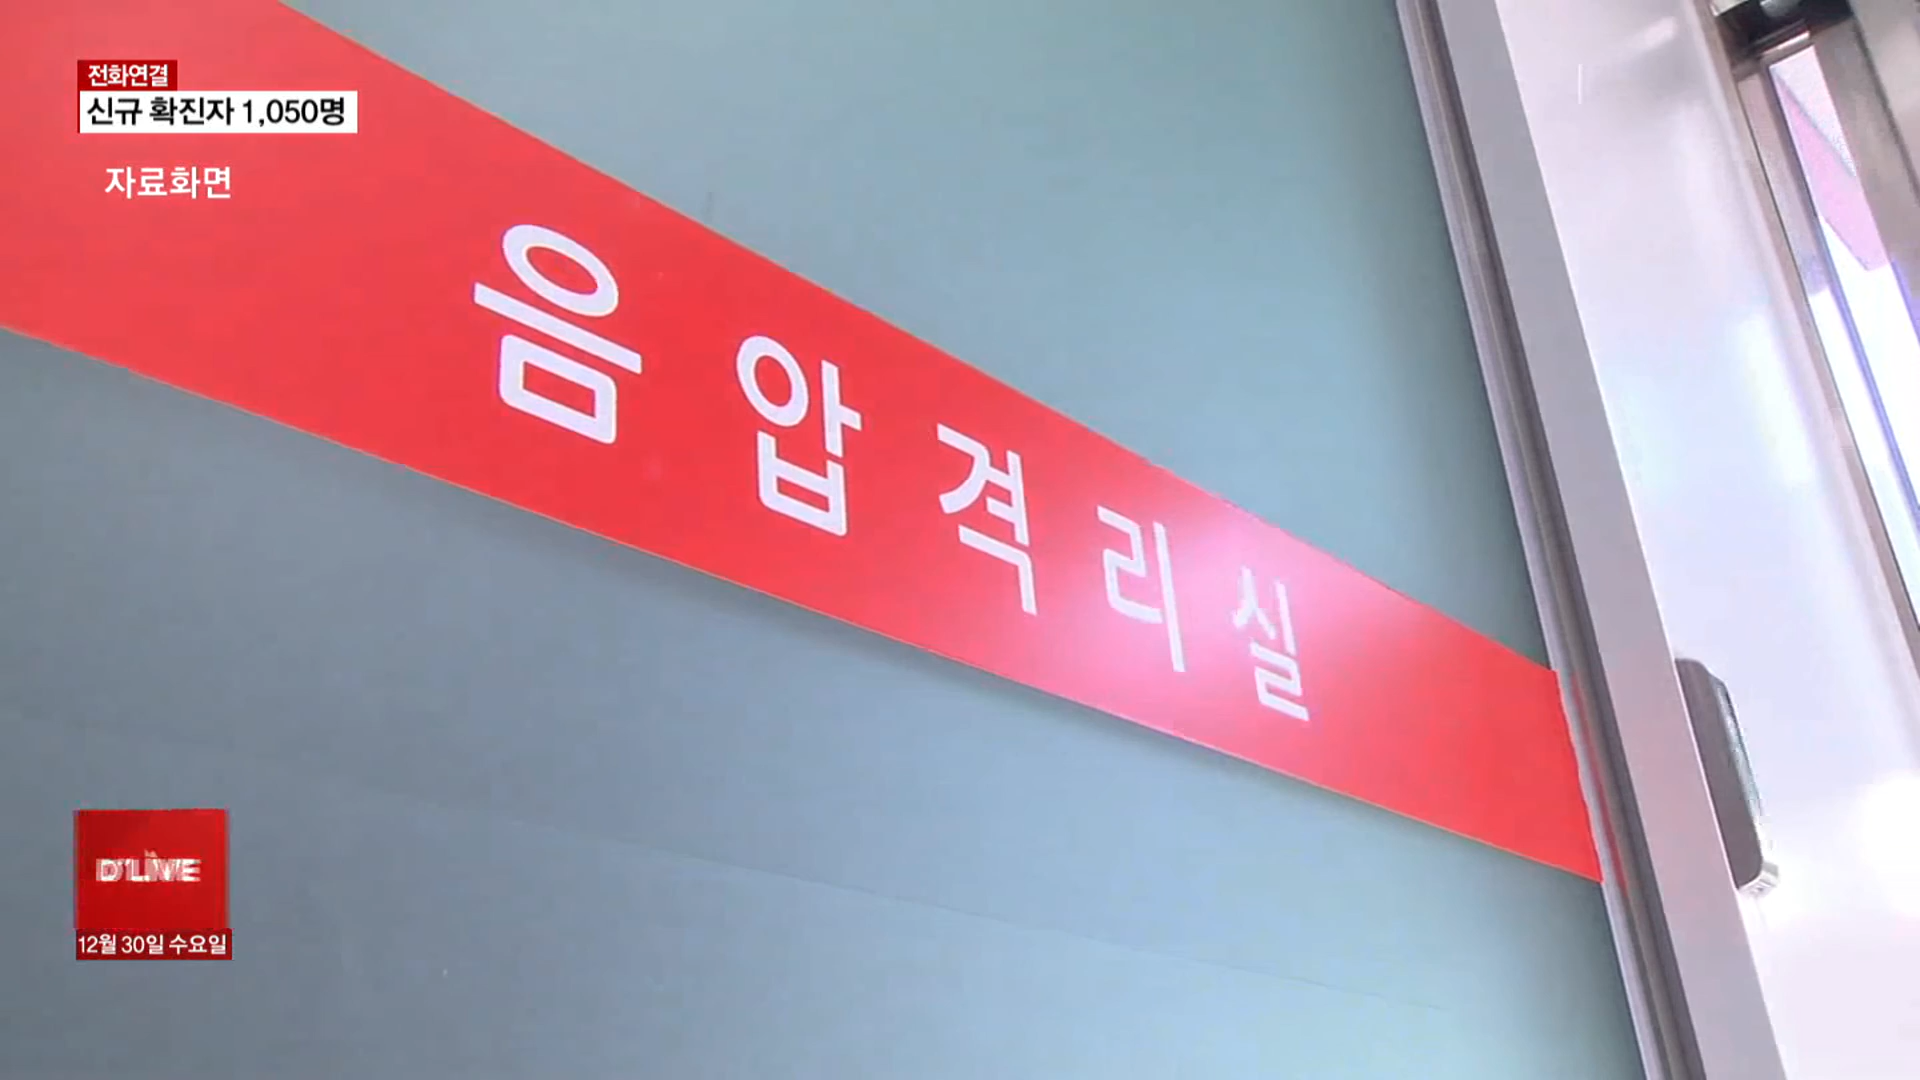 전화연결
신규 확진자 1,050명
자료화면
음압격리실
D'LIVE
12월 30일 수요일